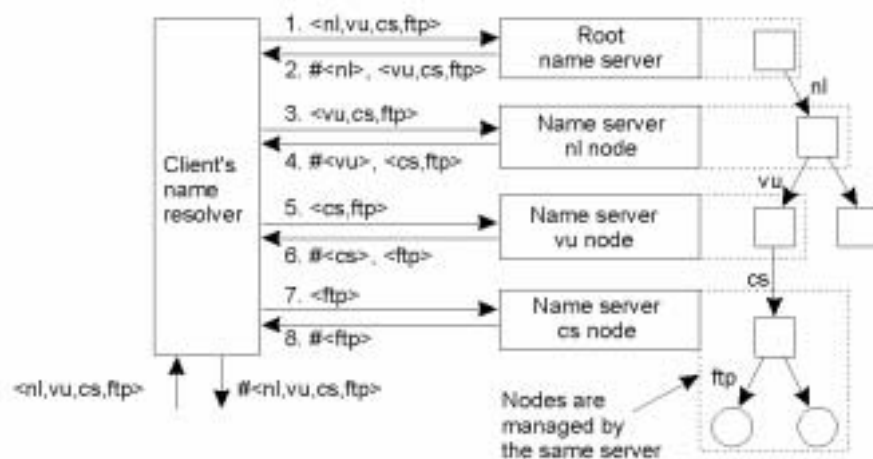 1. <nl,vu,cs,ftp>
2. #<nl>, <vu,cs,ftp>
Root
name server
nl
3. <vu,cs,ftp>
4. #<vu>, <cs,ftp>
Name server
nl node
Client's
name
resolver
vu
5. <cs,ftp>
6. #<cs>, <ftp>
Name server
vu node
cs
7. <ftp>
8. #<ftp>
Name server
cs node
<nl,vu,cs,ftp>
#<nl,vu,cs,ftp>
ftp
Nodes are
managed by
the same server